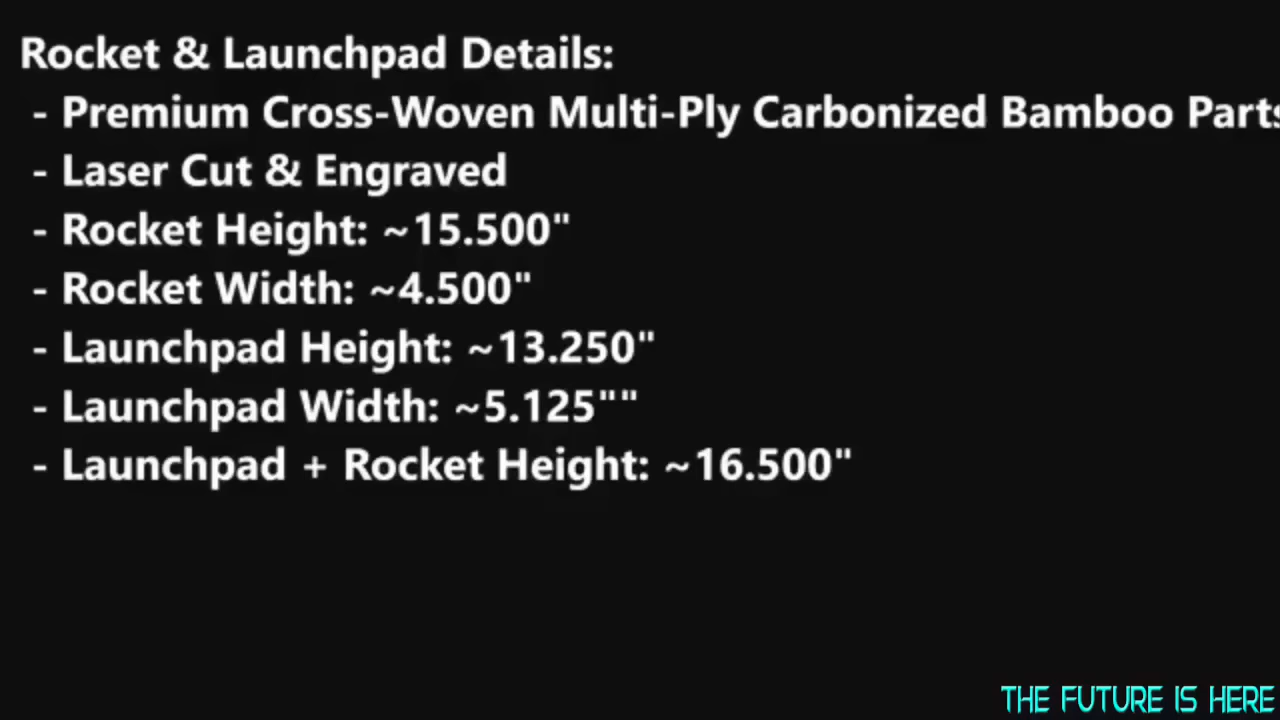 Rocket & Launchpad Details:
- Premium Cross-Woven Multi-Ply Carbonized Bamboo Parts
- Laser Cut & Engraved
- Rocket Height: ~15.500"
- Rocket Width: ~4.500"
- Launchpad Height: ~13.250"
- Launchpad Width: ~5.125""
- Launchpad + Rocket Height: ~16.500"
THE FUTURE IS HERE